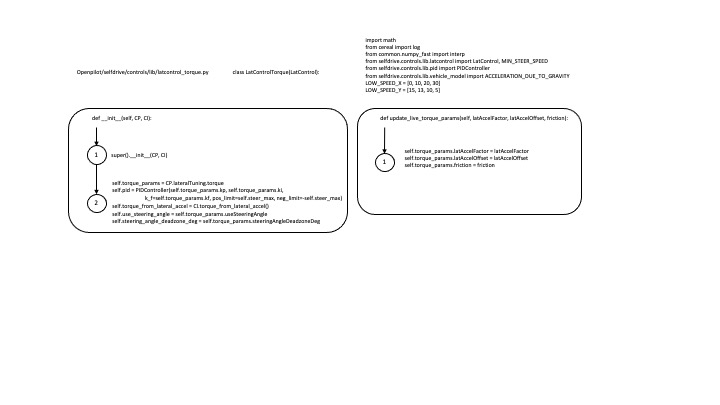 import math
from cereal import log
from common.numpy_fast import interp
from selfdrive.controls.lib.latcontrol import LatControl, MIN_STEER_SPEED
from selfdrive.controls.lib.pid import PIDController
from selfdrive.controls.lib.vehicle_model import ACCELERATION_DUE_TO_GRAVITY
LOW_SPEED_X = [0, 10, 20, 30]
LOW_SPEED_Y = [15, 13, 10, 5]
Openpilot/selfdrive/controls/lib/latcontrol_torque.py
class LatControlTorque(LatControl):
def __init__(self, CP, CI):
1
super().__init__(CP, CI)
2
self.torque_params = CP.lateralTuning.torque
self.pid = PIDController(self.torque_params.kp, self.torque_params.ki,
k_f=self.torque_params.kf, pos_limit=self.steer_max, neg_limit=-self.steer_max)
self.torque_from_lateral_accel = CI.torque_from_lateral_accel()
self.use_steering_angle = self.torque_params.useSteeringAngle
self.steering_angle_deadzone_deg = self.torque_params.steeringAngleDeadzoneDeg
def update_live_torque_params(self, latAccelFactor, latAccelOffset, friction):
1
self.torque_params.latAccelFactor = latAccelFactor
self.torque_params.latAccelOffset = latAccelOffset
self.torque_params.friction = friction